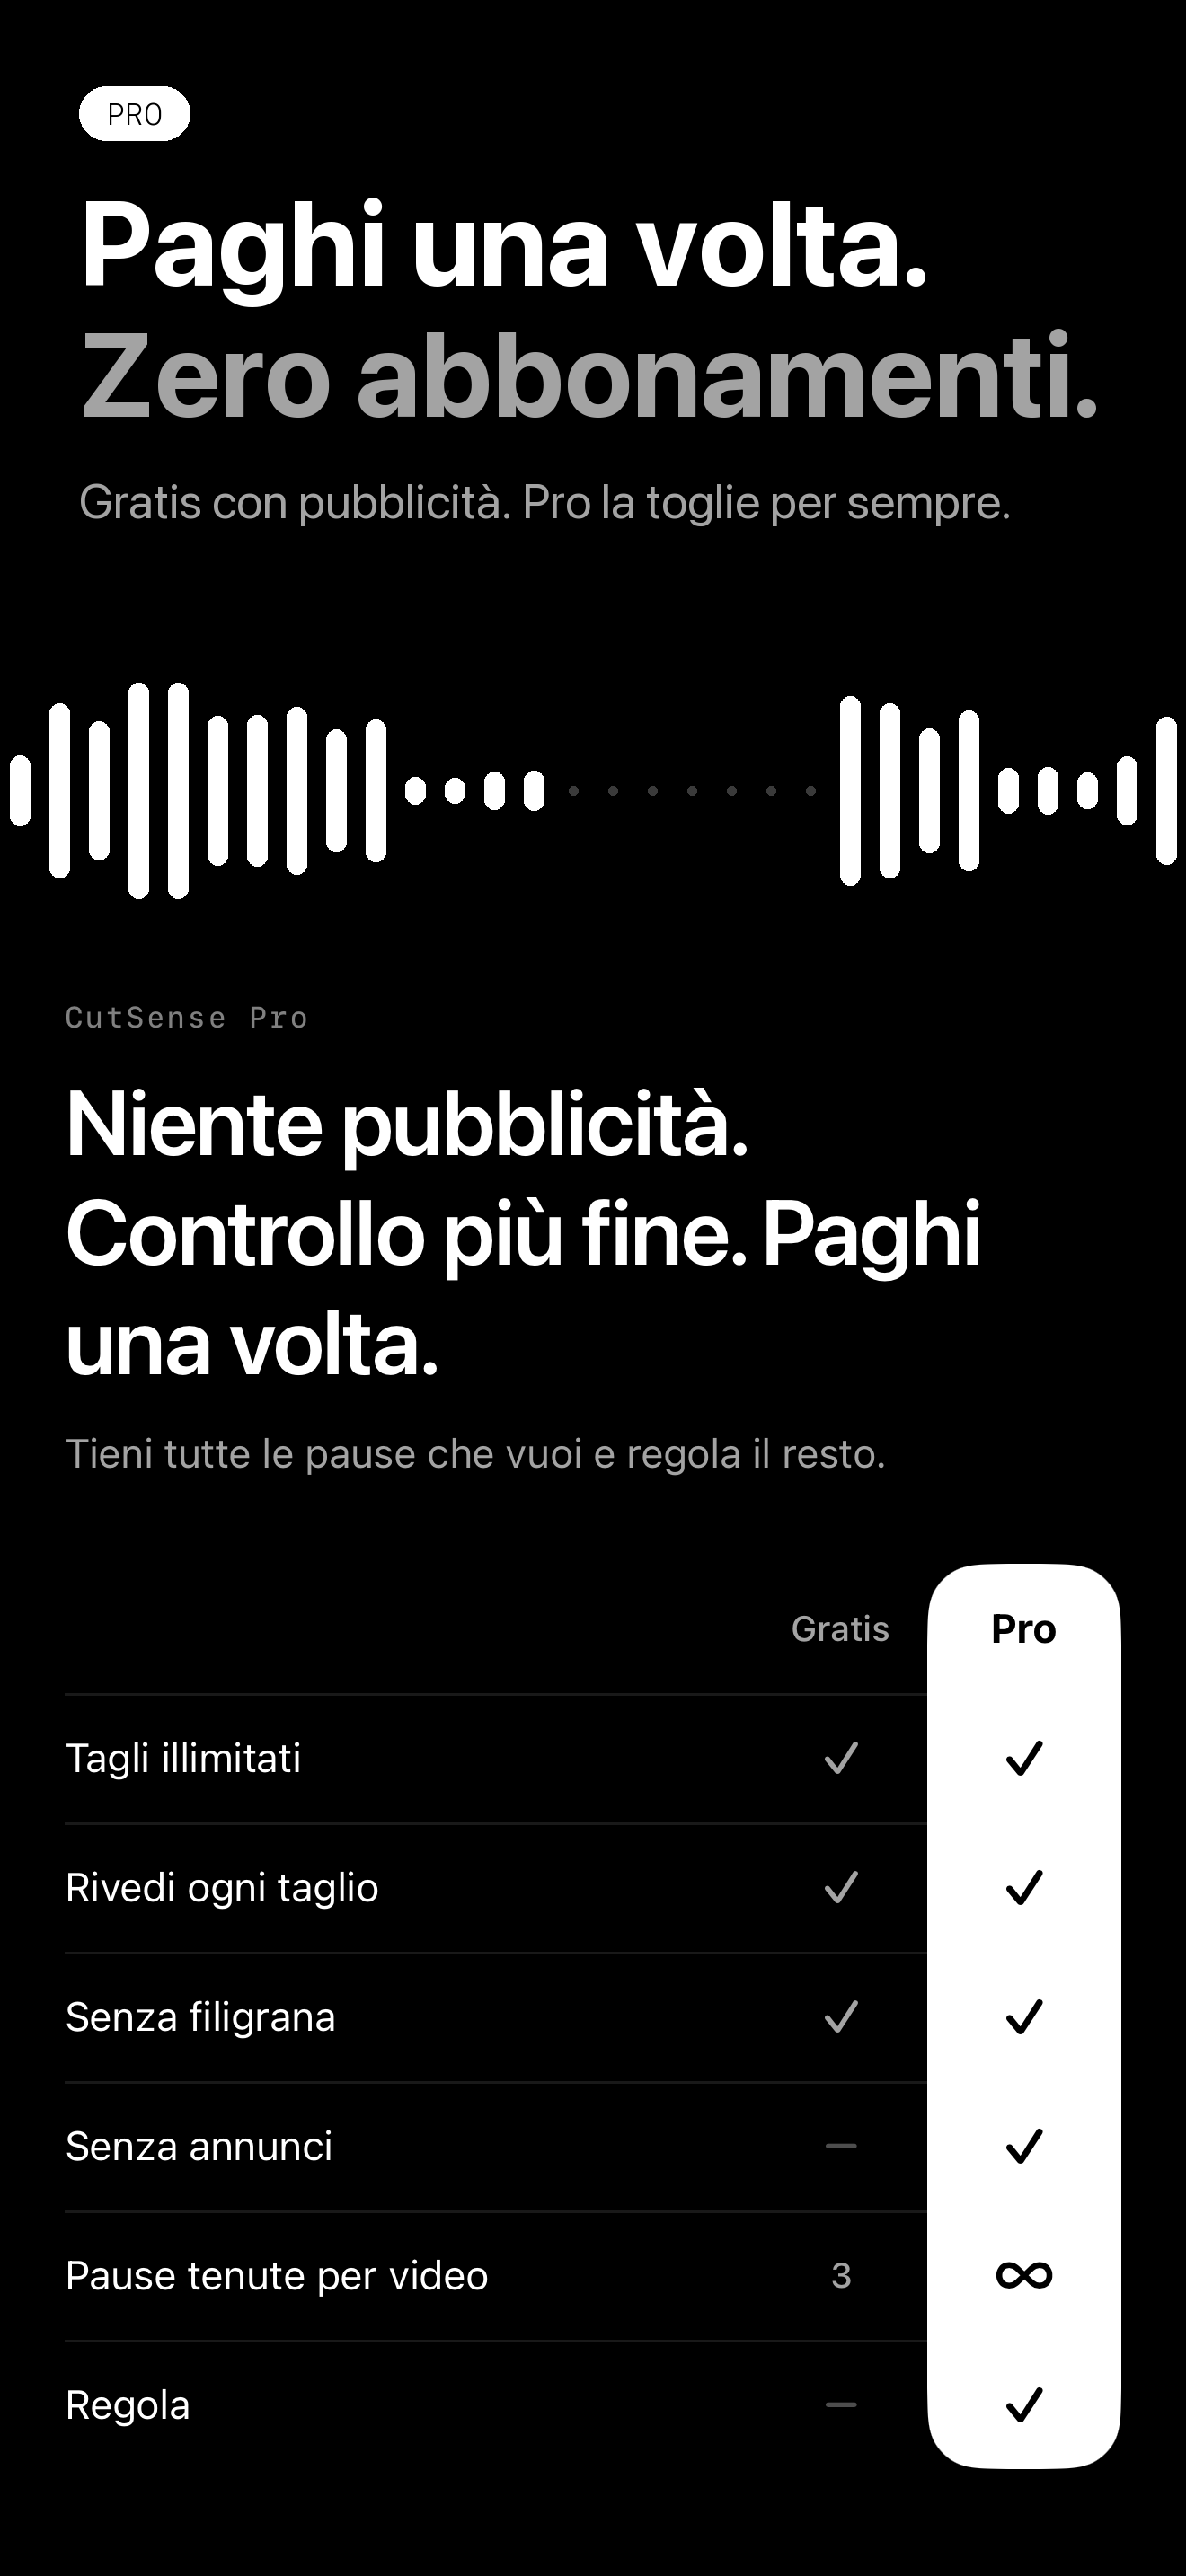 PRO
Paghi una volta.
Zero abbonamenti.
Gratis con pubblicità. Pro la toglie per sempre.
CutSense Pro
Niente pubblicità.
Controllo più fine. Paghi
una volta.
Tieni tutte le pause che vuoi e regola il resto.
Gratis Pro
Tagli illimitati ✓ ✓
Rivedi ogni taglio ✓ ✓
Senza filigrana ✓ ✓
Senza annunci — ✓
Pause tenute per video 3 ∞
Regola — ✓